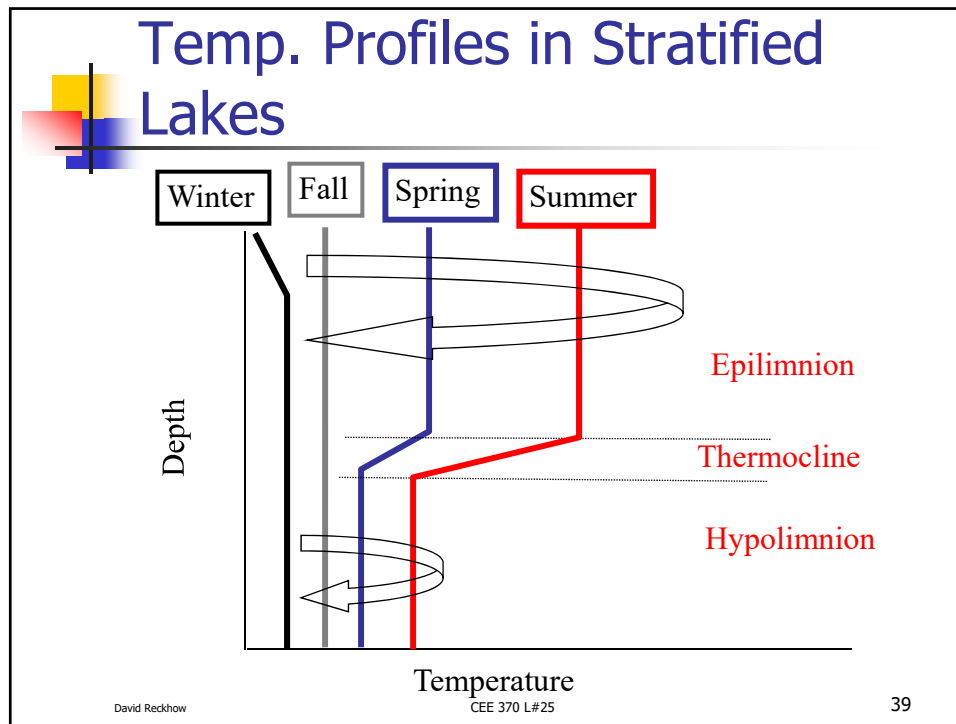 Temp. Profiles in Stratified
Lakes
Winter
Fall
Spring
Summer
Epilimnion
Depth
Thermocline
Hypolimnion
Temperature
David Reckhow
CEE 370 L#25
39